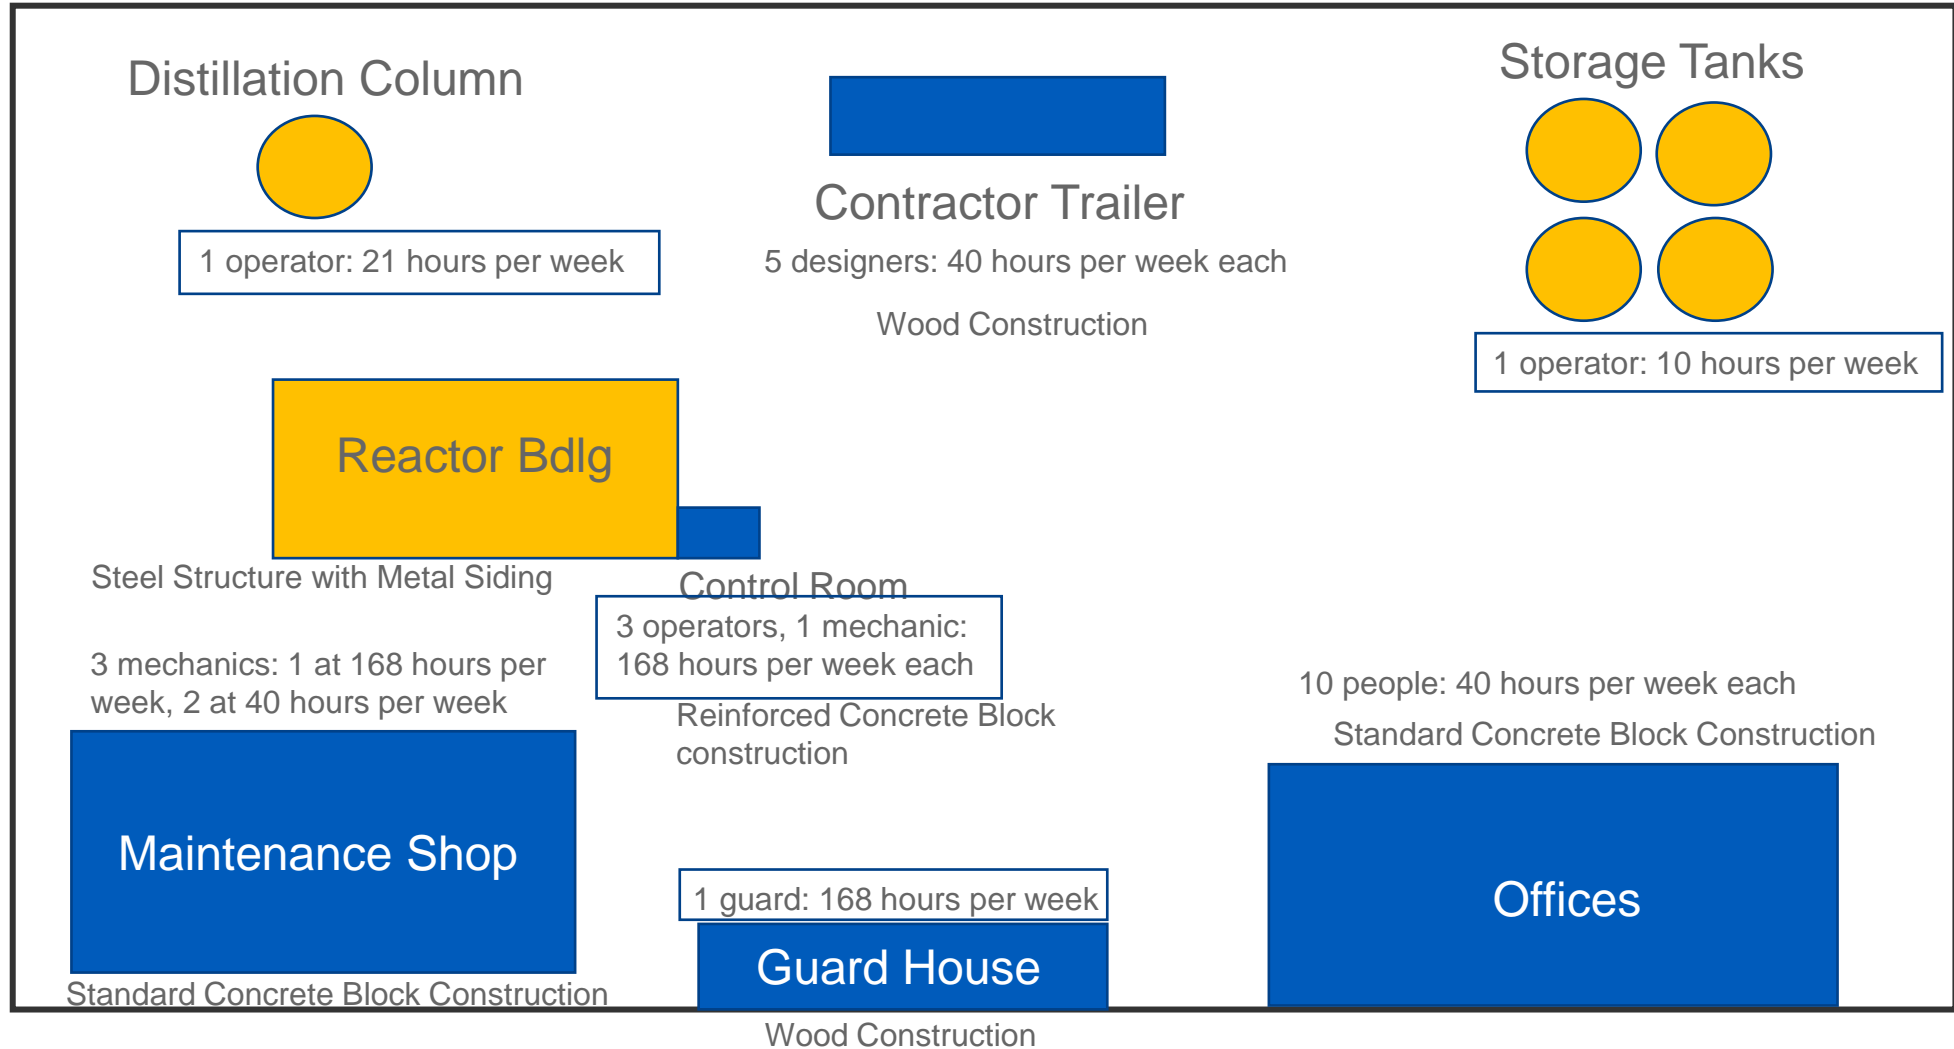 Distillation Column
1 operator: 21 hours per week
Contractor Trailer
5 designers: 40 hours per week each
Wood Construction
Storage Tanks
1 operator: 10 hours per week
Reactor Bdlg
Steel Structure with Metal Siding
Control Room
3 operators, 1 mechanic:
168 hours per week each
Reinforced Concrete Block
construction
3 mechanics: 1 at 168 hours per
week, 2 at 40 hours per week
Maintenance Shop
Standard Concrete Block Construction
1 guard: 168 hours per week
Guard House
Wood Construction
10 people: 40 hours per week each
Standard Concrete Block Construction
Offices